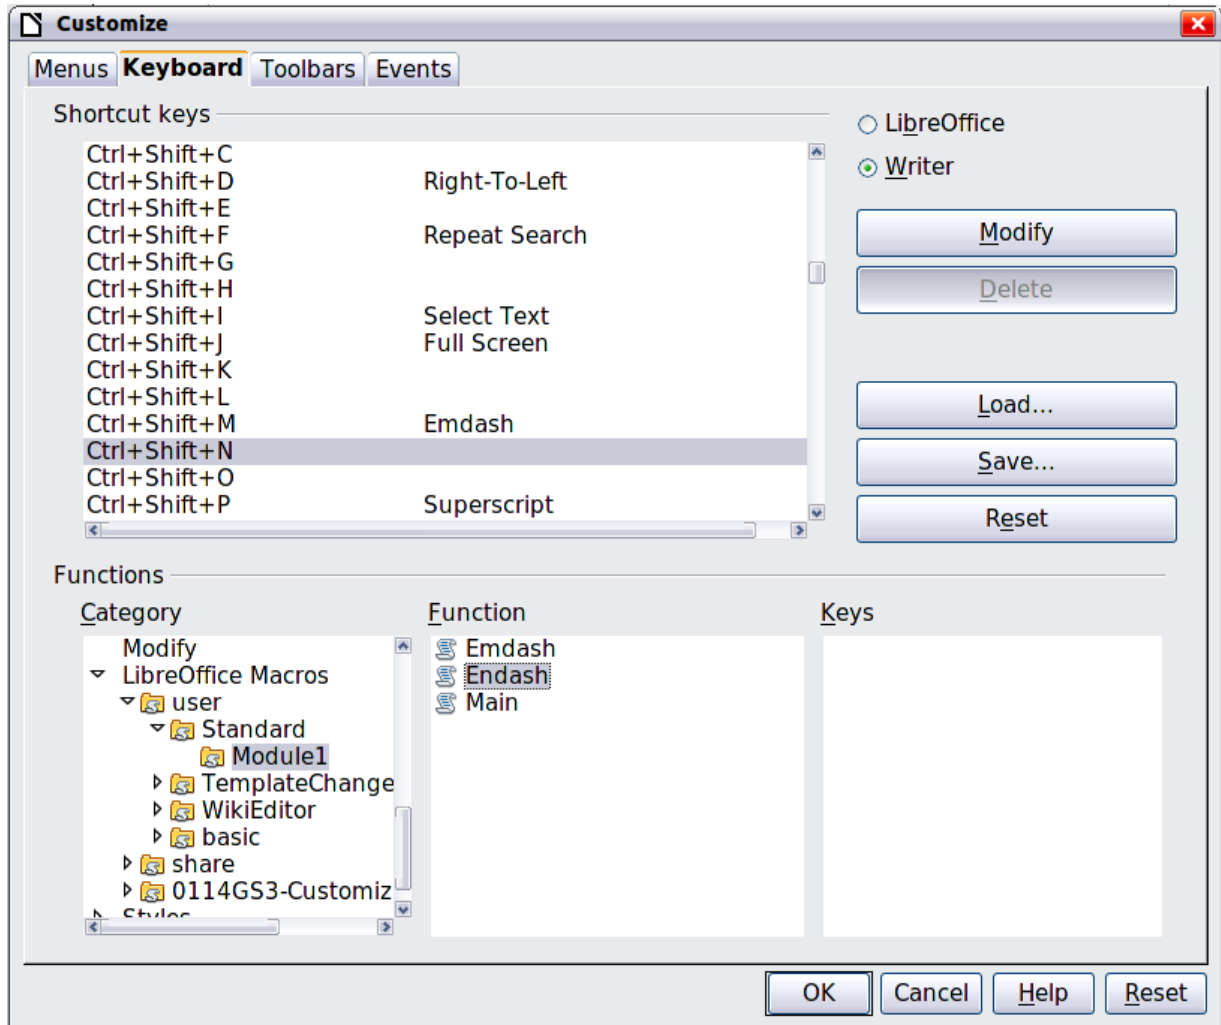 Customize
Menus Keyboard Toolbars Events
Shortcut keys
Ctrl+Shift+C
Ctrl+Shift+D Right-To-Left
Ctrl+Shift+E
Ctrl+Shift+F Repeat Search
Ctrl+Shift+G
Ctrl+Shift+H
Ctrl+Shift+I Select Text
Ctrl+Shift+J Full Screen
Ctrl+Shift+K
Ctrl+Shift+L
Ctrl+Shift+M Emdash
Ctrl+Shift+N
Ctrl+Shift+O
Ctrl+Shift+P Superscript
LibreOffice
Writer
Modify
Delete
Load...
Save...
Reset
Functions
Category
Modify
LibreOffice Macros
user
Standard
Module1
TemplateChange
WikiEditor
basic
share
0114GS3-Customiz
Styles
Function
Emdash
Endash
Main
Keys
OK Cancel Help Reset